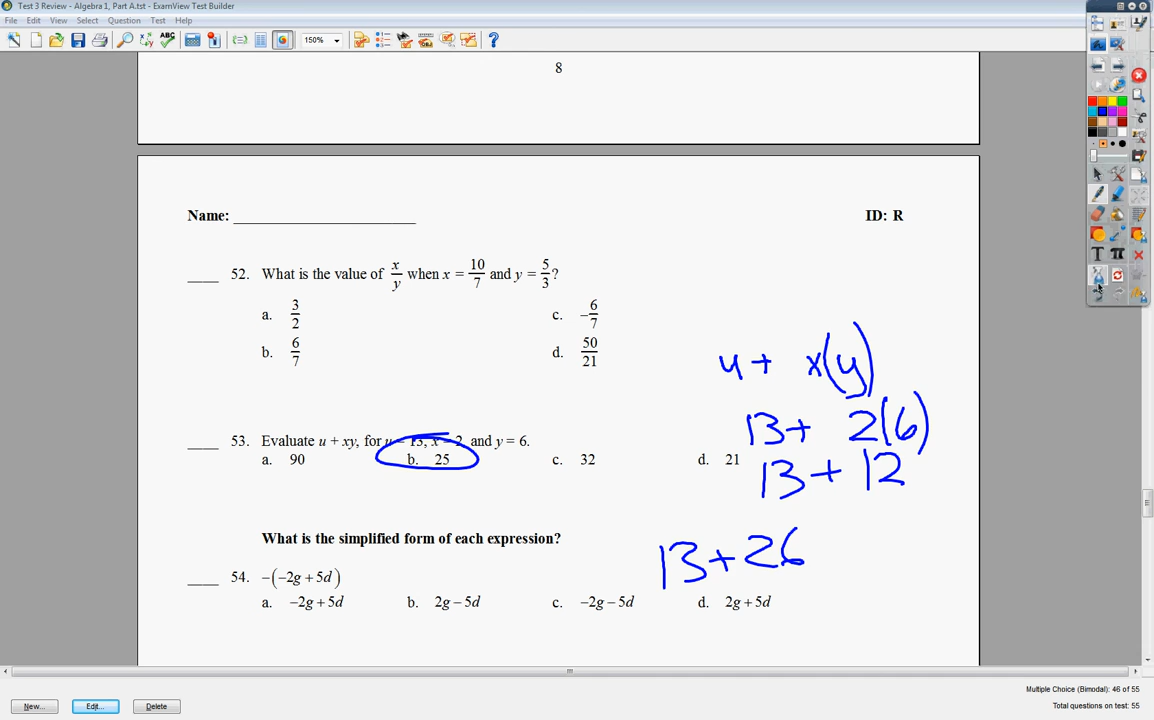 Test 3 Review - Algebra 1, Part A.tst - ExamView Test Builder
File Edit View Select Question Test Help
150%
8
Name: ____________________
ID: R
____ 52. What is the value of x/y when x = 10/7 and y = 5/3?
a. 3/2
c. -6/7
b. 6/7
d. 50/21
u + x(y)
13 + 2(6)
____ 53. Evaluate u + xy, for u = 13, x = 2, and y = 6.
a. 90 b. 25 c. 32 d. 21
13 + 12
What is the simplified form of each expression?
13 + 26
____ 54. -(-2g + 5d)
a. -2g + 5d b. 2g - 5d c. -2g - 5d d. 2g + 5d
Multiple Choice (Bimodal): 46 of 55
New... Edit... Delete
Total questions on test: 55